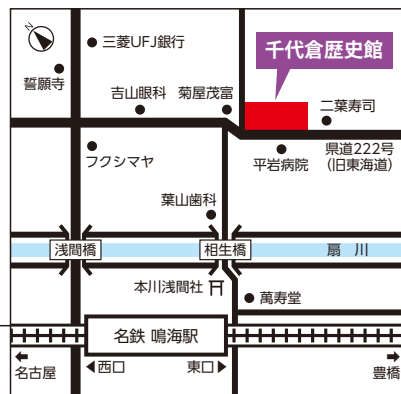 N
三菱UFJ銀行
千代倉歴史館
誓願寺
吉山眼科
菊屋茂富
二葉寿司
フクシマヤ
平岩病院
県道222号
（旧東海道）
葉山歯科
浅間橋
相生橋
扇 川
本川浅間社
萬寿堂
名鉄 鳴海駅
名古屋
西口
東口
豊橋